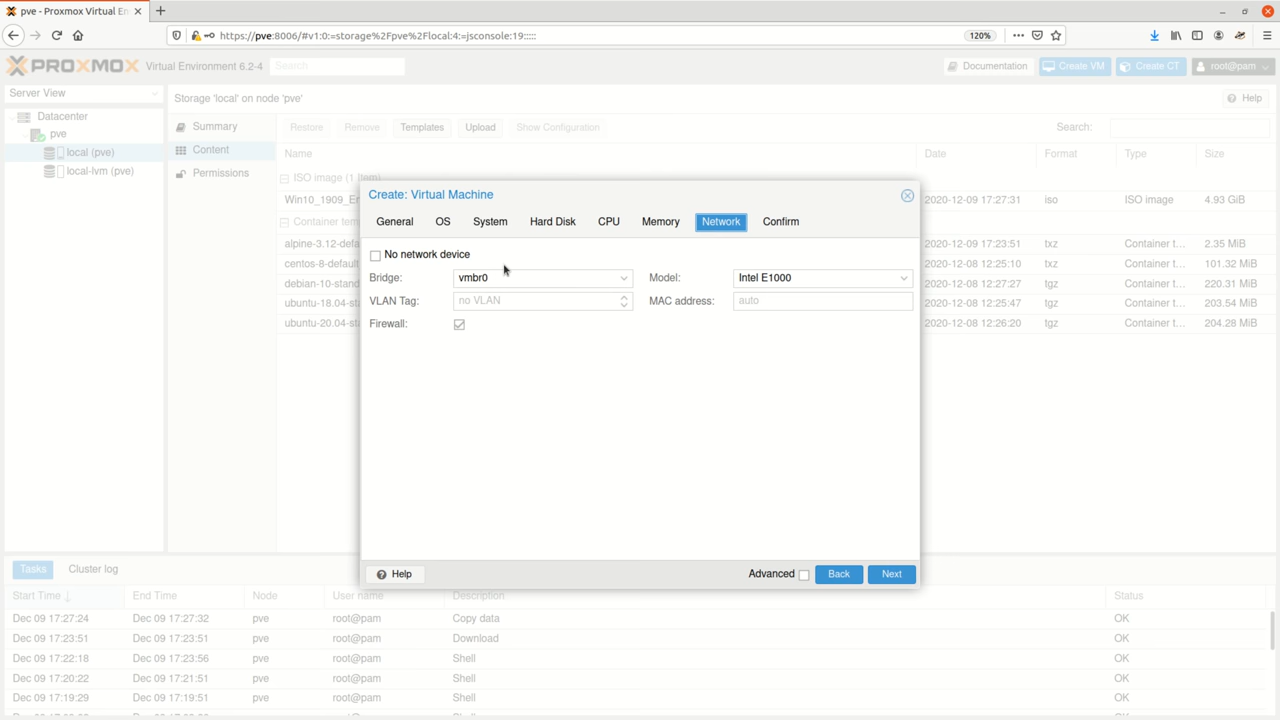 pve - Proxmox Virtual En
https://pve:8006/#v1:0:=storage%2Fpve%2Flocal:4:=jsconsole:19:::::
120%
PROXMOX Virtual Environment 6.2-4 Search Documentation Create VM Create CT root@pam
Server View
Storage 'local' on node 'pve' Help
Datacenter
pve
local (pve)
local-lvm (pve)
Summary
Content
Permissions
Restore Remove Templates Upload Show Configuration Search:
Name Date Format Type Size
ISO image (1 item)
Win10_1909_En 2020-12-09 17:27:31 iso ISO image 4.93 GiB
Container tem
alpine-3.12-defa 2020-12-09 17:23:51 txz Container t... 2.35 MiB
centos-8-default 2020-12-08 12:25:10 txz Container t... 101.32 MiB
debian-10-stand 2020-12-08 12:27:27 tgz Container t... 220.31 MiB
ubuntu-18.04-sta 2020-12-08 12:25:47 tgz Container t... 203.54 MiB
ubuntu-20.04-sta 2020-12-08 12:26:20 tgz Container t... 204.28 MiB
Create: Virtual Machine
General OS System Hard Disk CPU Memory Network Confirm
No network device
Bridge: vmbr0 Model: Intel E1000
VLAN Tag: no VLAN MAC address: auto
Firewall:
Help Advanced Back Next
Tasks Cluster log
Start Time End Time Node User name Description Status
Dec 09 17:27:24 Dec 09 17:27:32 pve root@pam Copy data OK
Dec 09 17:23:51 Dec 09 17:23:51 pve root@pam Download OK
Dec 09 17:22:18 Dec 09 17:23:56 pve root@pam Shell OK
Dec 09 17:20:22 Dec 09 17:21:51 pve root@pam Shell OK
Dec 09 17:19:29 Dec 09 17:19:51 pve root@pam Shell OK